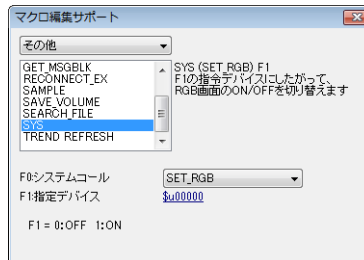 マクロ編集サポート
その他
GET_MSGBLK
RECONNECT_EX
SAMPLE
SAVE_VOLUME
SEARCH_FILE
SYS
TREND REFRESH
SYS (SET_RGB) F1
F1の指令デバイスにしたがって、
RGB画面のON/OFFを切り替えます
F0:システムコール
SET_RGB
F1:指定デバイス
$u00000
F1 = 0:OFF 1:ON